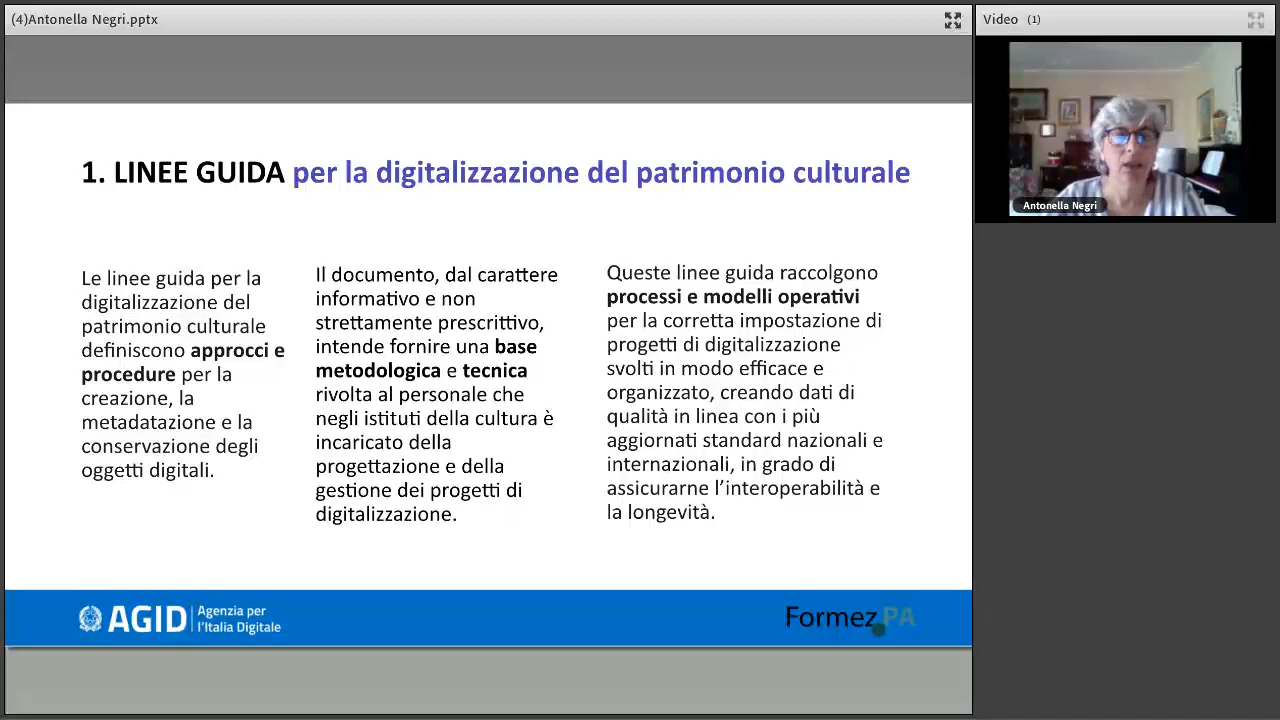 (4)Antonella Negri.pptx
Video (1)
Antonella Negri
1. LINEE GUIDA per la digitalizzazione del patrimonio culturale
Le linee guida per la
digitalizzazione del
patrimonio culturale
definiscono approcci e
procedure per la
creazione, la
metadatazione e la
conservazione degli
oggetti digitali.
Il documento, dal carattere
informativo e non
strettamente prescrittivo,
intende fornire una base
metodologica e tecnica
rivolta al personale che
negli istituti della cultura è
incaricato della
progettazione e della
gestione dei progetti di
digitalizzazione.
Queste linee guida raccolgono
processi e modelli operativi
per la corretta impostazione di
progetti di digitalizzazione
svolti in modo efficace e
organizzato, creando dati di
qualità in linea con i più
aggiornati standard nazionali e
internazionali, in grado di
assicurarne l’interoperabilità e
la longevità.
AGID Agenzia per
l'Italia Digitale
Formez PA